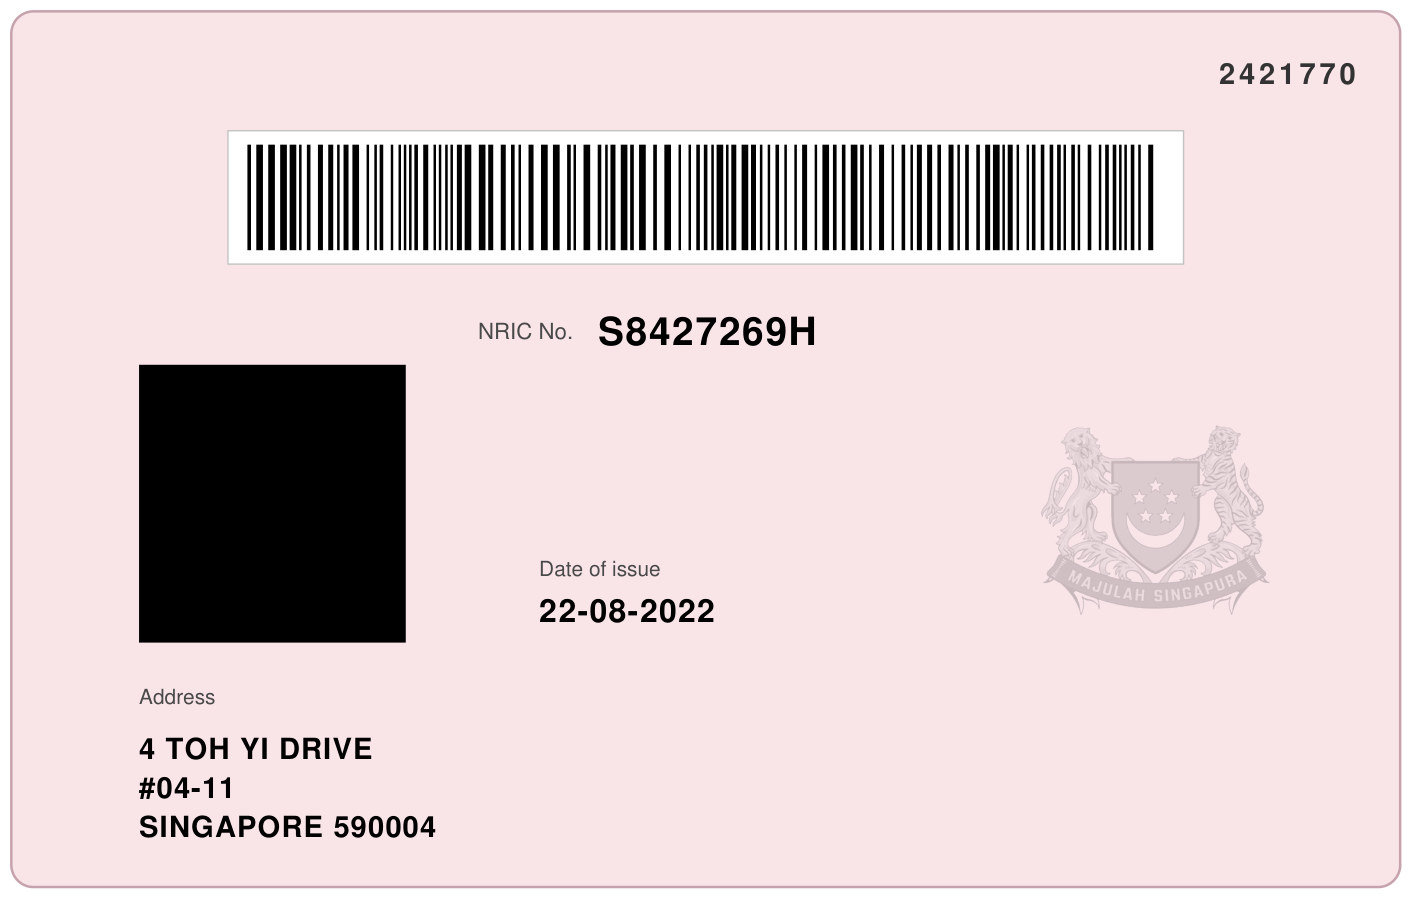 2421770
NRIC No. S8427269H
MAJULAH SINGAPURA
Date of issue
22-08-2022
Address
4 TOH YI DRIVE
#04-11
SINGAPORE 590004